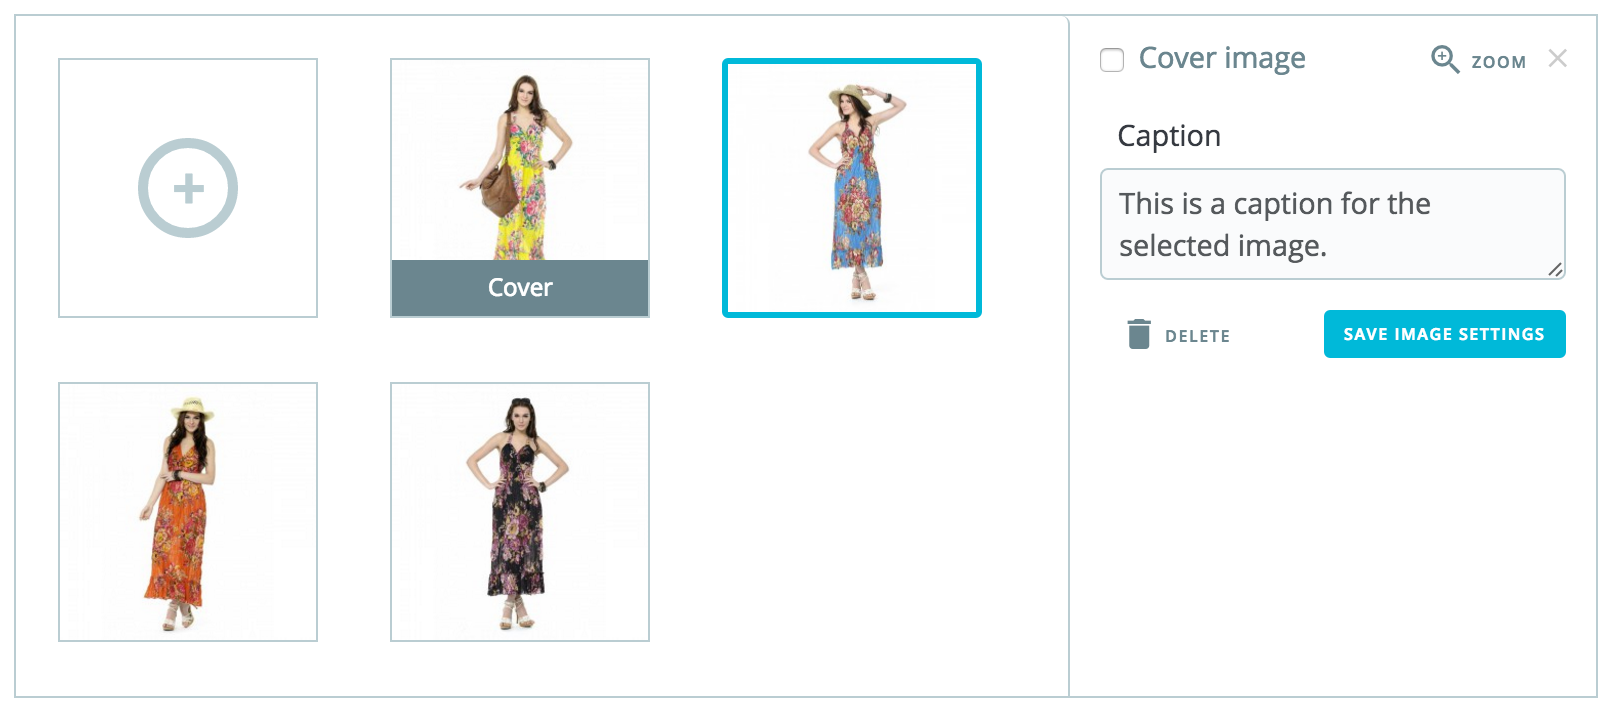 Cover
Cover image
ZOOM
Caption
This is a caption for the
selected image.
DELETE
SAVE IMAGE SETTINGS